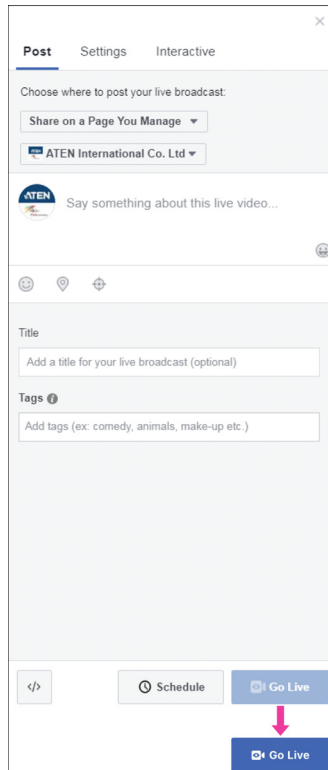 Post Settings Interactive
Choose where to post your live broadcast:
Share on a Page You Manage
ATEN International Co. Ltd
ATEN
Say something about this live video...
Title
Add a title for your live broadcast (optional)
Tags
Add tags (ex: comedy, animals, make-up etc.)
</> Schedule Go Live
Go Live